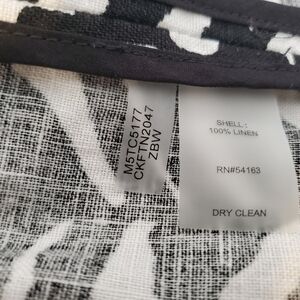 M5TC5177
CKFTN2047
ZBW
SHELL :
100% LINEN
RN#54163
DRY CLEAN